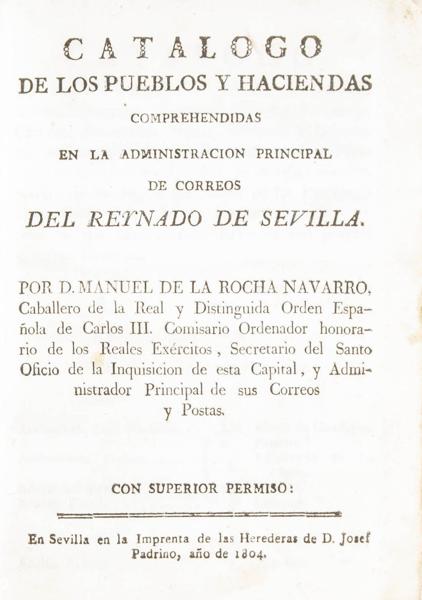 CATALOGO
DE LOS PUEBLOS Y HACIENDAS
COMPREHENDIDAS
EN LA ADMINISTRACION PRINCIPAL
DE CORREOS
DEL REYNADO DE SEVILLA.
POR D. MANUEL DE LA ROCHA NAVARRO,
Caballero de la Real y Distinguida Orden Espa-
ñola de Carlos III. Comisario Ordenador honora-
rio de los Reales Exércitos, Secretario del Santo
Oficio de la Inquisicion de esta Capital, y Admi-
nistrador Principal de sus Correos
y Postas.
CON SUPERIOR PERMISO:
En Sevilla en la Imprenta de las Herederas de D. Josef
Padrino, año de 1804.